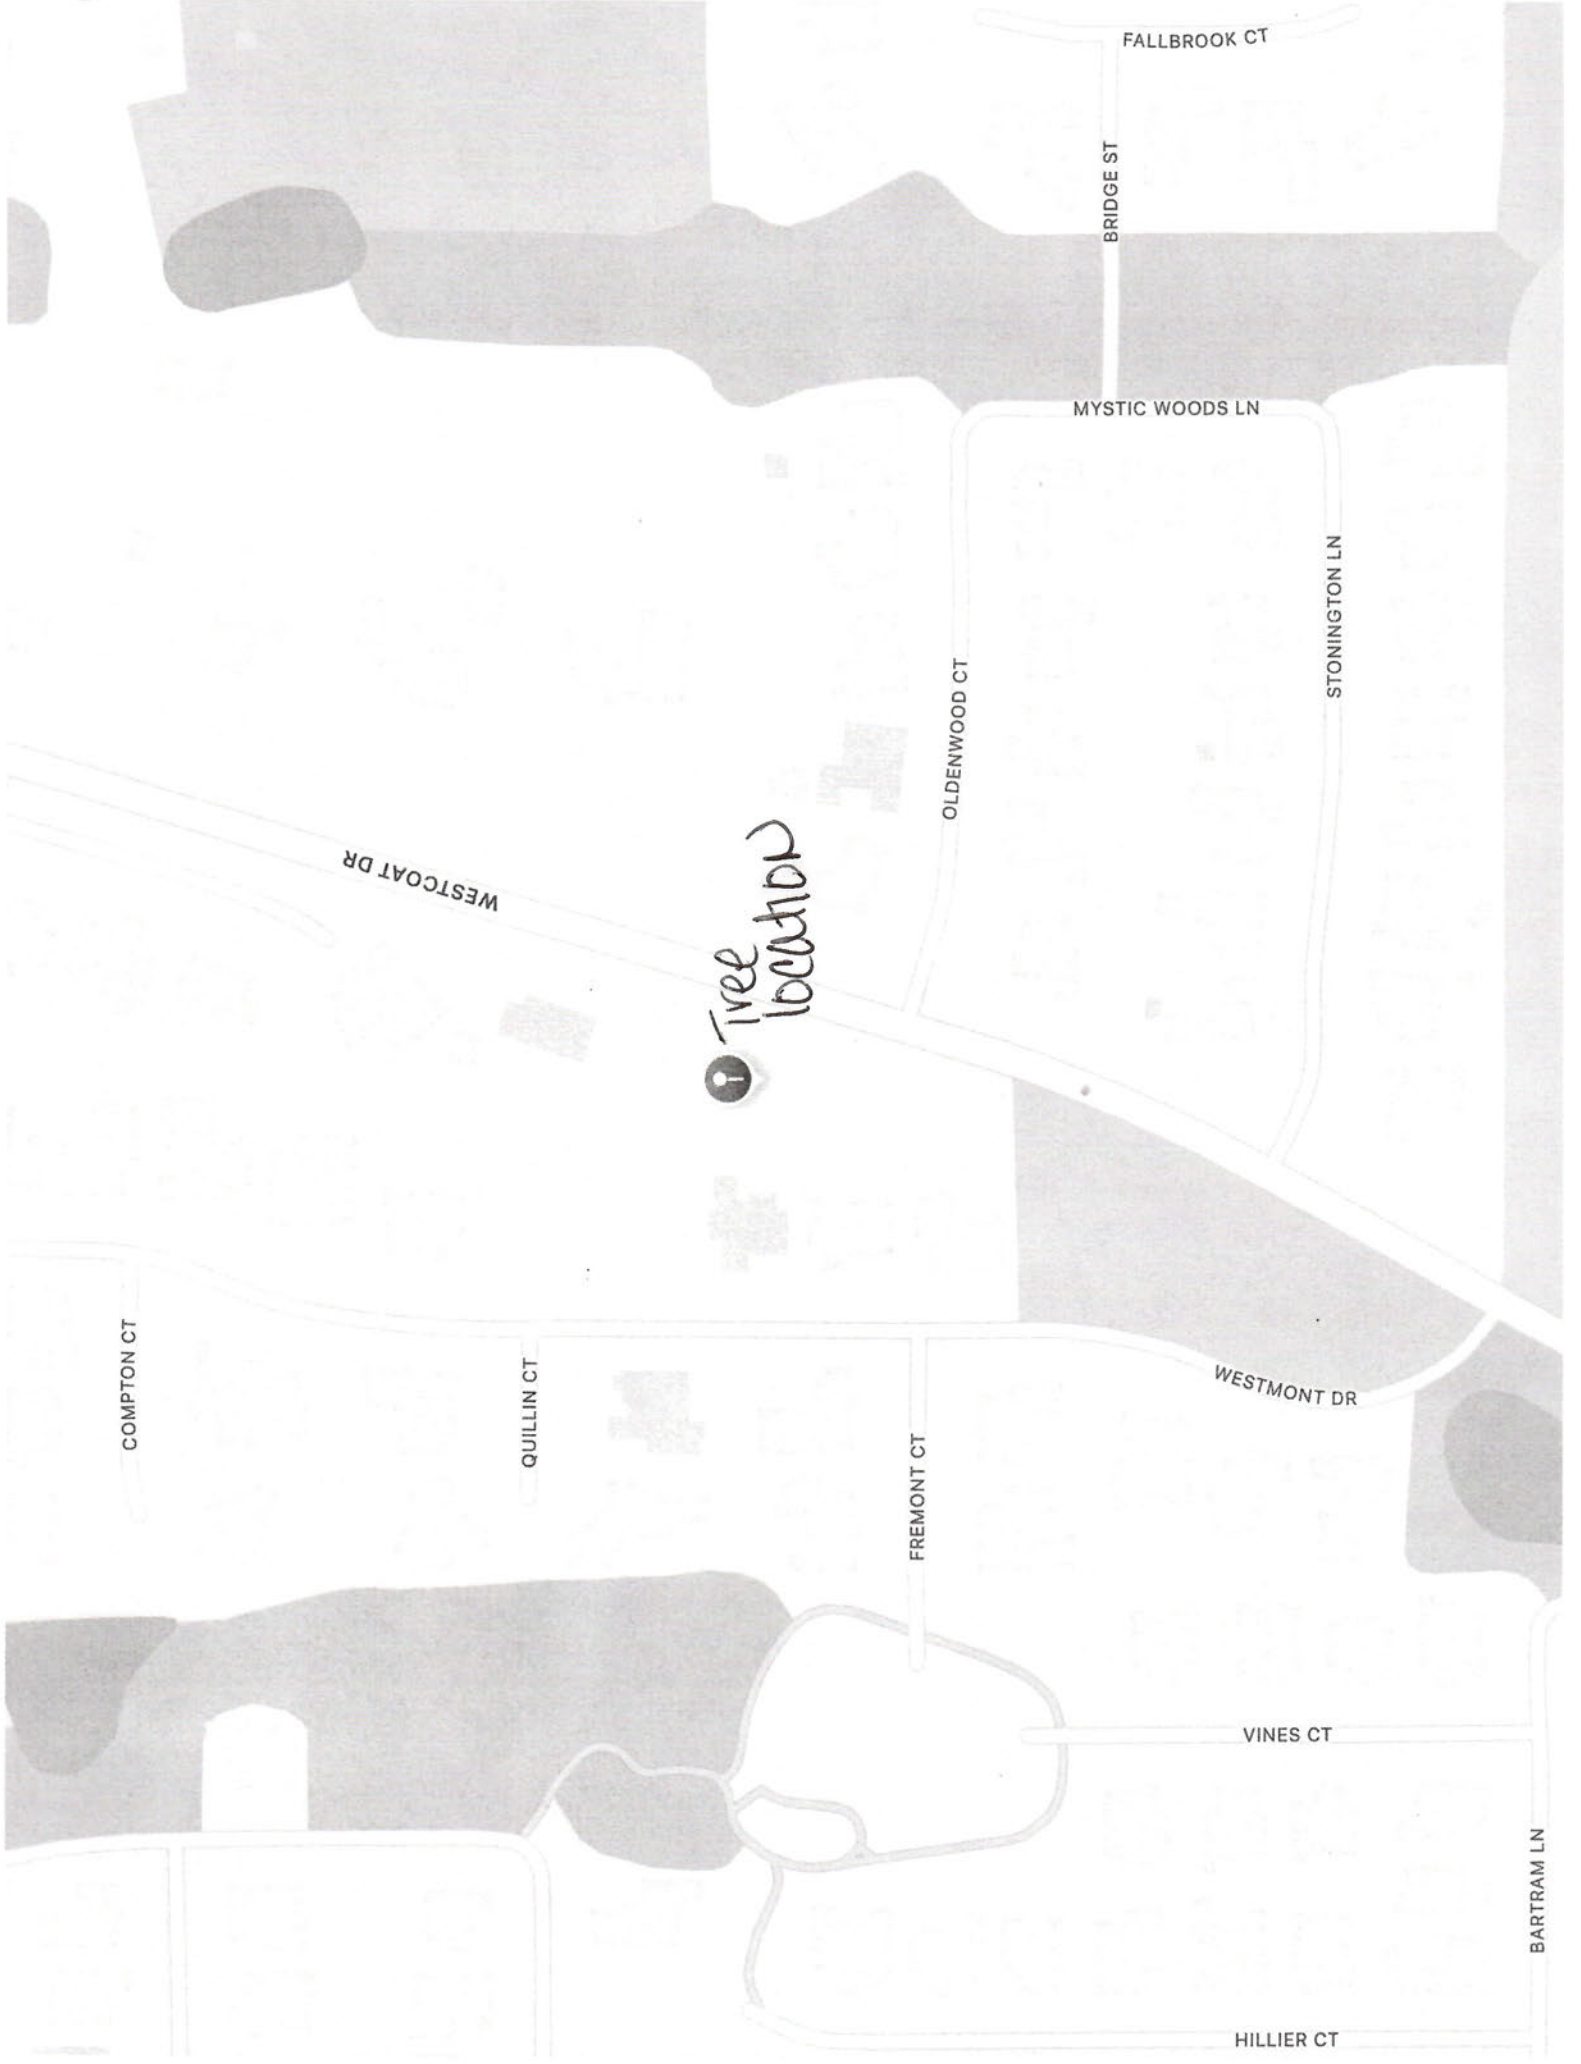 FALLBROOK CT
BRIDGE ST
MYSTIC WOODS LN
STONINGTON LN
OLDENWOOD CT
WESTCOAT DR
Tree
location
WESTMONT DR
COMPTON CT
QUILLIN CT
FREMONT CT
VINES CT
BARTRAM LN
HILLIER CT